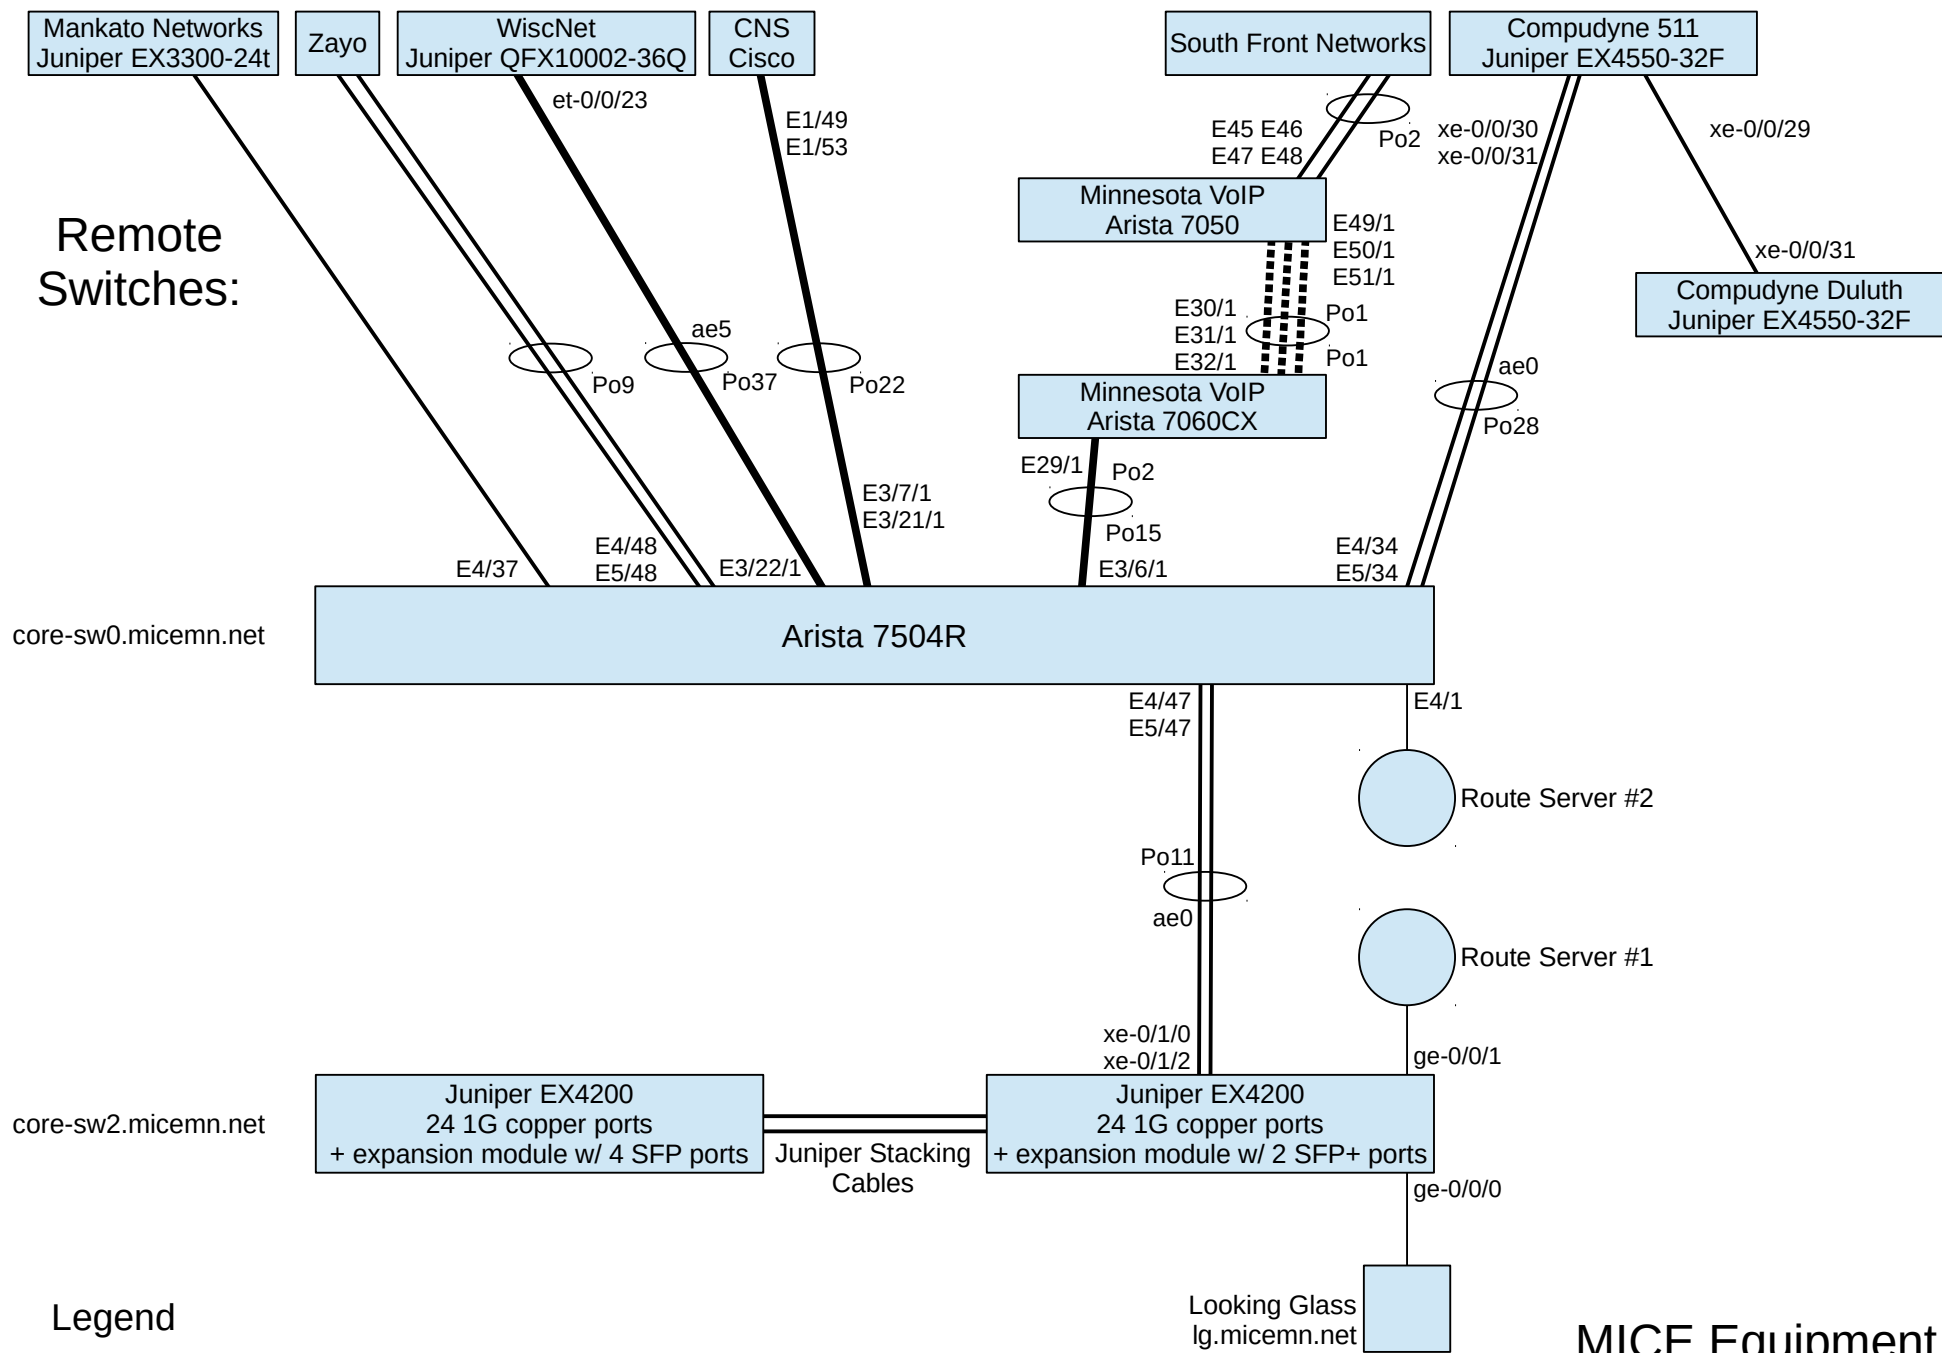 Mankato Networks
Juniper EX3300-24t
Zayo
WiscNet
Juniper QFX10002-36Q
CNS
Cisco
South Front Networks
Compudyne 511
Juniper EX4550-32F
et-0/0/23
E1/49
E1/53
E45 E46
E47 E48
Po2
xe-0/0/30
xe-0/0/31
xe-0/0/29
Remote
Switches:
Minnesota VoIP
Arista 7050
E49/1
E50/1
E51/1
xe-0/0/31
Compudyne Duluth
Juniper EX4550-32F
E30/1
E31/1
E32/1
Po1
Po1
ae5
Po9
Po37
Po22
Minnesota VoIP
Arista 7060CX
ae0
Po28
E29/1
Po2
Po15
E3/7/1
E3/21/1
E4/37
E4/48
E5/48
E3/22/1
E3/6/1
E4/34
E5/34
core-sw0.micemn.net
Arista 7504R
E4/47
E5/47
E4/1
Route Server #2
Po11
ae0
Route Server #1
xe-0/1/0
xe-0/1/2
ge-0/0/1
core-sw2.micemn.net
Juniper EX4200
24 1G copper ports
+ expansion module w/ 4 SFP ports
Juniper Stacking
Cables
Juniper EX4200
24 1G copper ports
+ expansion module w/ 2 SFP+ ports
ge-0/0/0
Looking Glass
lg.micemn.net
Legend
MICE Equipment